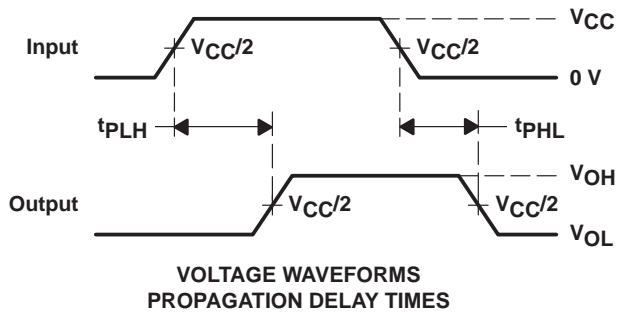 VCC
Input VCC/2 VCC/2
0 V
tPLH tPHL
VOH
Output VCC/2 VCC/2
VOL
VOLTAGE WAVEFORMS
PROPAGATION DELAY TIMES